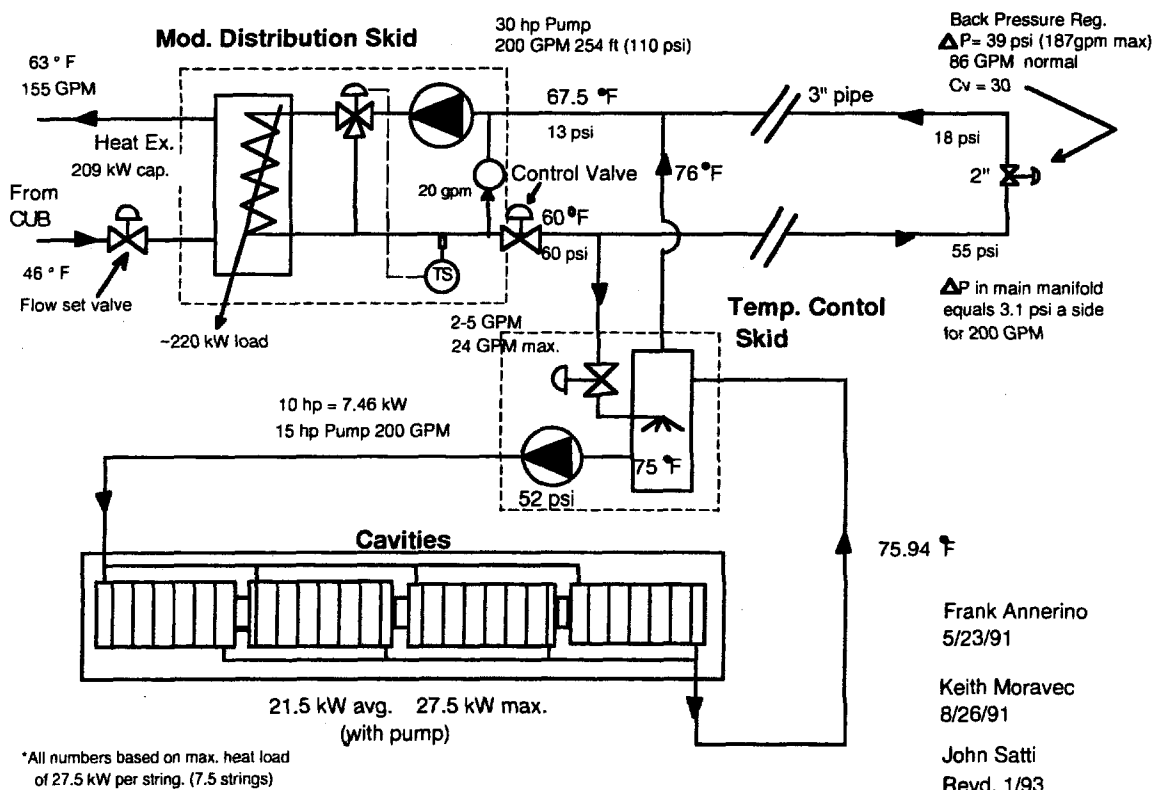 Mod. Distribution Skid
30 hp Pump
200 GPM 254 ft (110 psi)
Back Pressure Reg.
ΔP= 39 psi (187gpm max)
86 GPM normal
Cv = 30
63 ° F
155 GPM
Heat Ex.
209 kW cap.
67.5 °F
13 psi
3" pipe
18 psi
From
CUB
46 ° F
Flow set valve
20 gpm
Control Valve
76 °F
2"
60 °F
60 psi
TS
55 psi
~220 kW load
2-5 GPM
24 GPM max.
Temp. Contol
Skid
ΔP in main manifold
equals 3.1 psi a side
for 200 GPM
10 hp = 7.46 kW
15 hp Pump 200 GPM
75 °F
52 psi
Cavities
75.94 °F
21.5 kW avg. 27.5 kW max.
(with pump)
Frank Annerino
5/23/91
Keith Moravec
8/26/91
John Satti
Revd. 1/93
*All numbers based on max. heat load
of 27.5 kW per string. (7.5 strings)